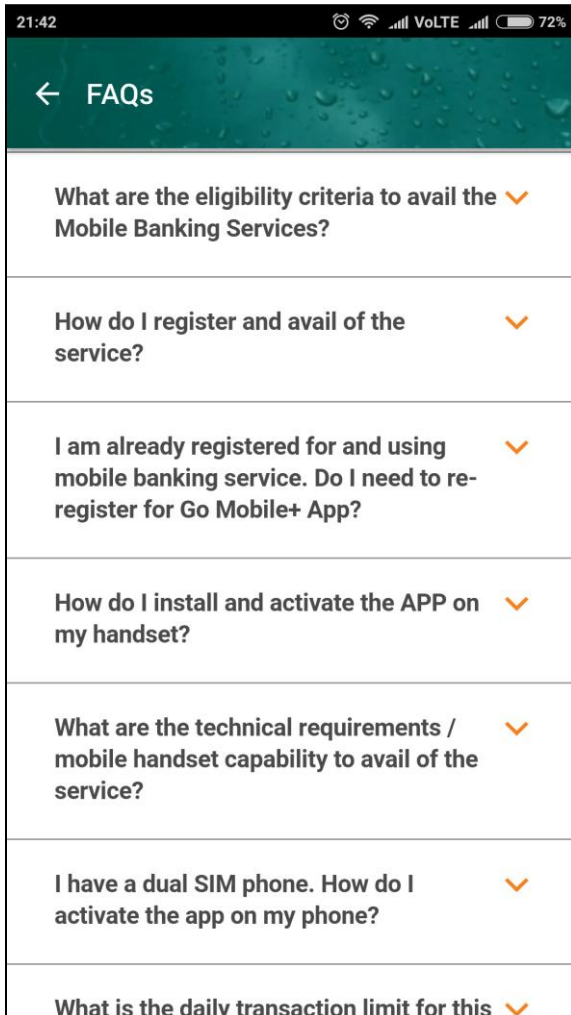 21:42 VoLTE 72%
FAQs
What are the eligibility criteria to avail the
Mobile Banking Services?
How do I register and avail of the
service?
I am already registered for and using
mobile banking service. Do I need to re-
register for Go Mobile+ App?
How do I install and activate the APP on
my handset?
What are the technical requirements /
mobile handset capability to avail of the
service?
I have a dual SIM phone. How do I
activate the app on my phone?
What is the daily transaction limit for this